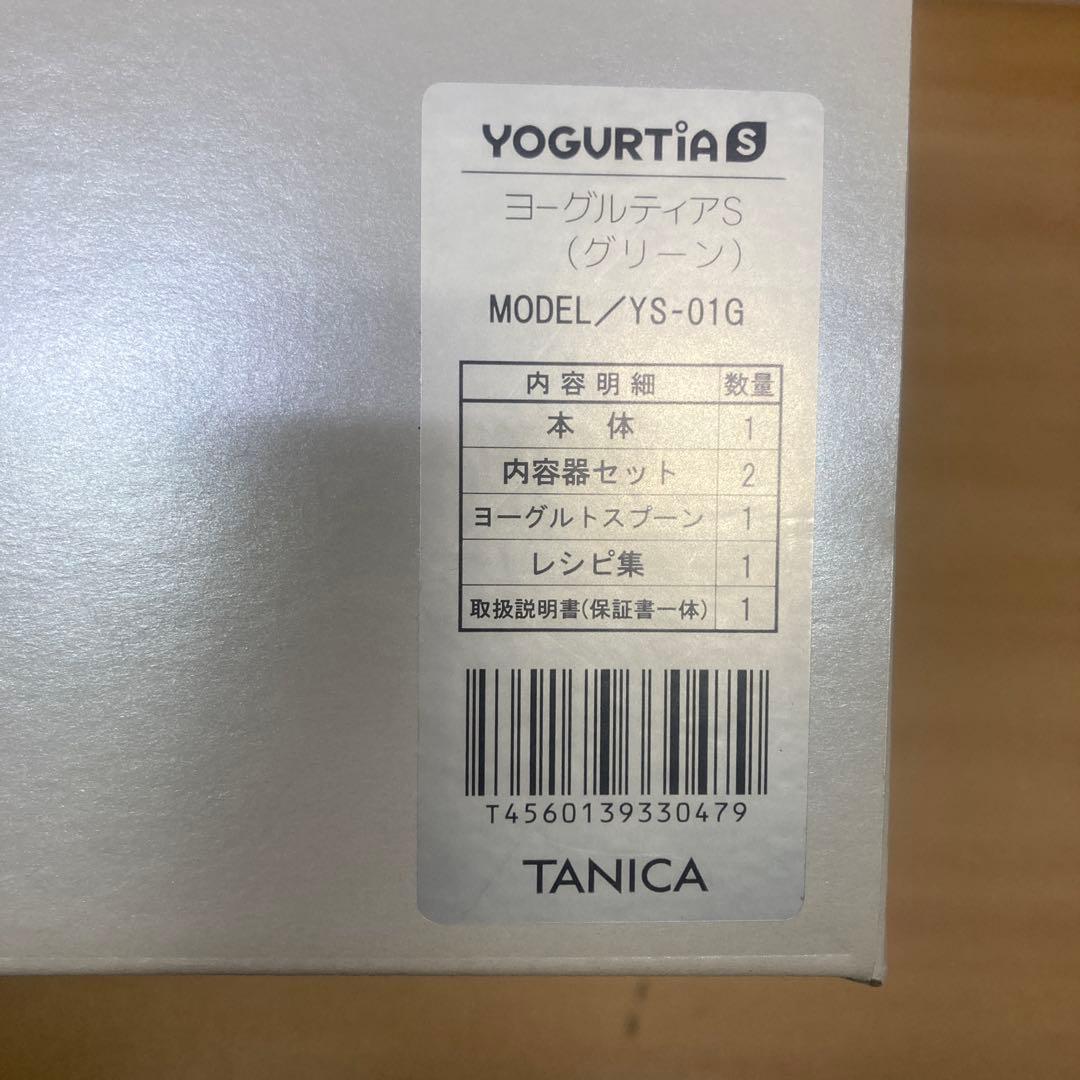 YOGURTiA S
ヨーグルティアS
(グリーン)
MODEL/YS-01G
内容明細 数量
本 体 1
内容器セット 2
ヨーグルトスプーン 1
レシピ集 1
取扱説明書(保証書一体) 1
T4560139330479
TANICA